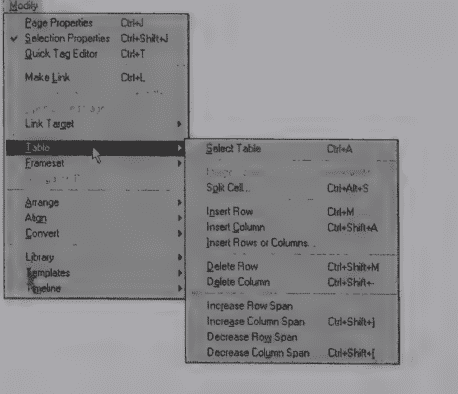 Modify
Page Properties Ctrl+J
✓ Selection Properties Ctrl+Shift+J
Quick Tag Editor Ctrl+T
Make Link Ctrl+L
Link Target
Table
Frameset
Arrange
Align
Convert
Library
Templates
Timeline
Select Table Ctrl+A
Split Cell... Ctrl+Alt+S
Insert Row Ctrl+M
Insert Column Ctrl+Shift+A
Insert Rows or Columns...
Delete Row Ctrl+Shift+M
Delete Column Ctrl+Shift+-
Increase Row Span
Increase Column Span Ctrl+Shift+]
Decrease Row Span
Decrease Column Span Ctrl+Shift+[